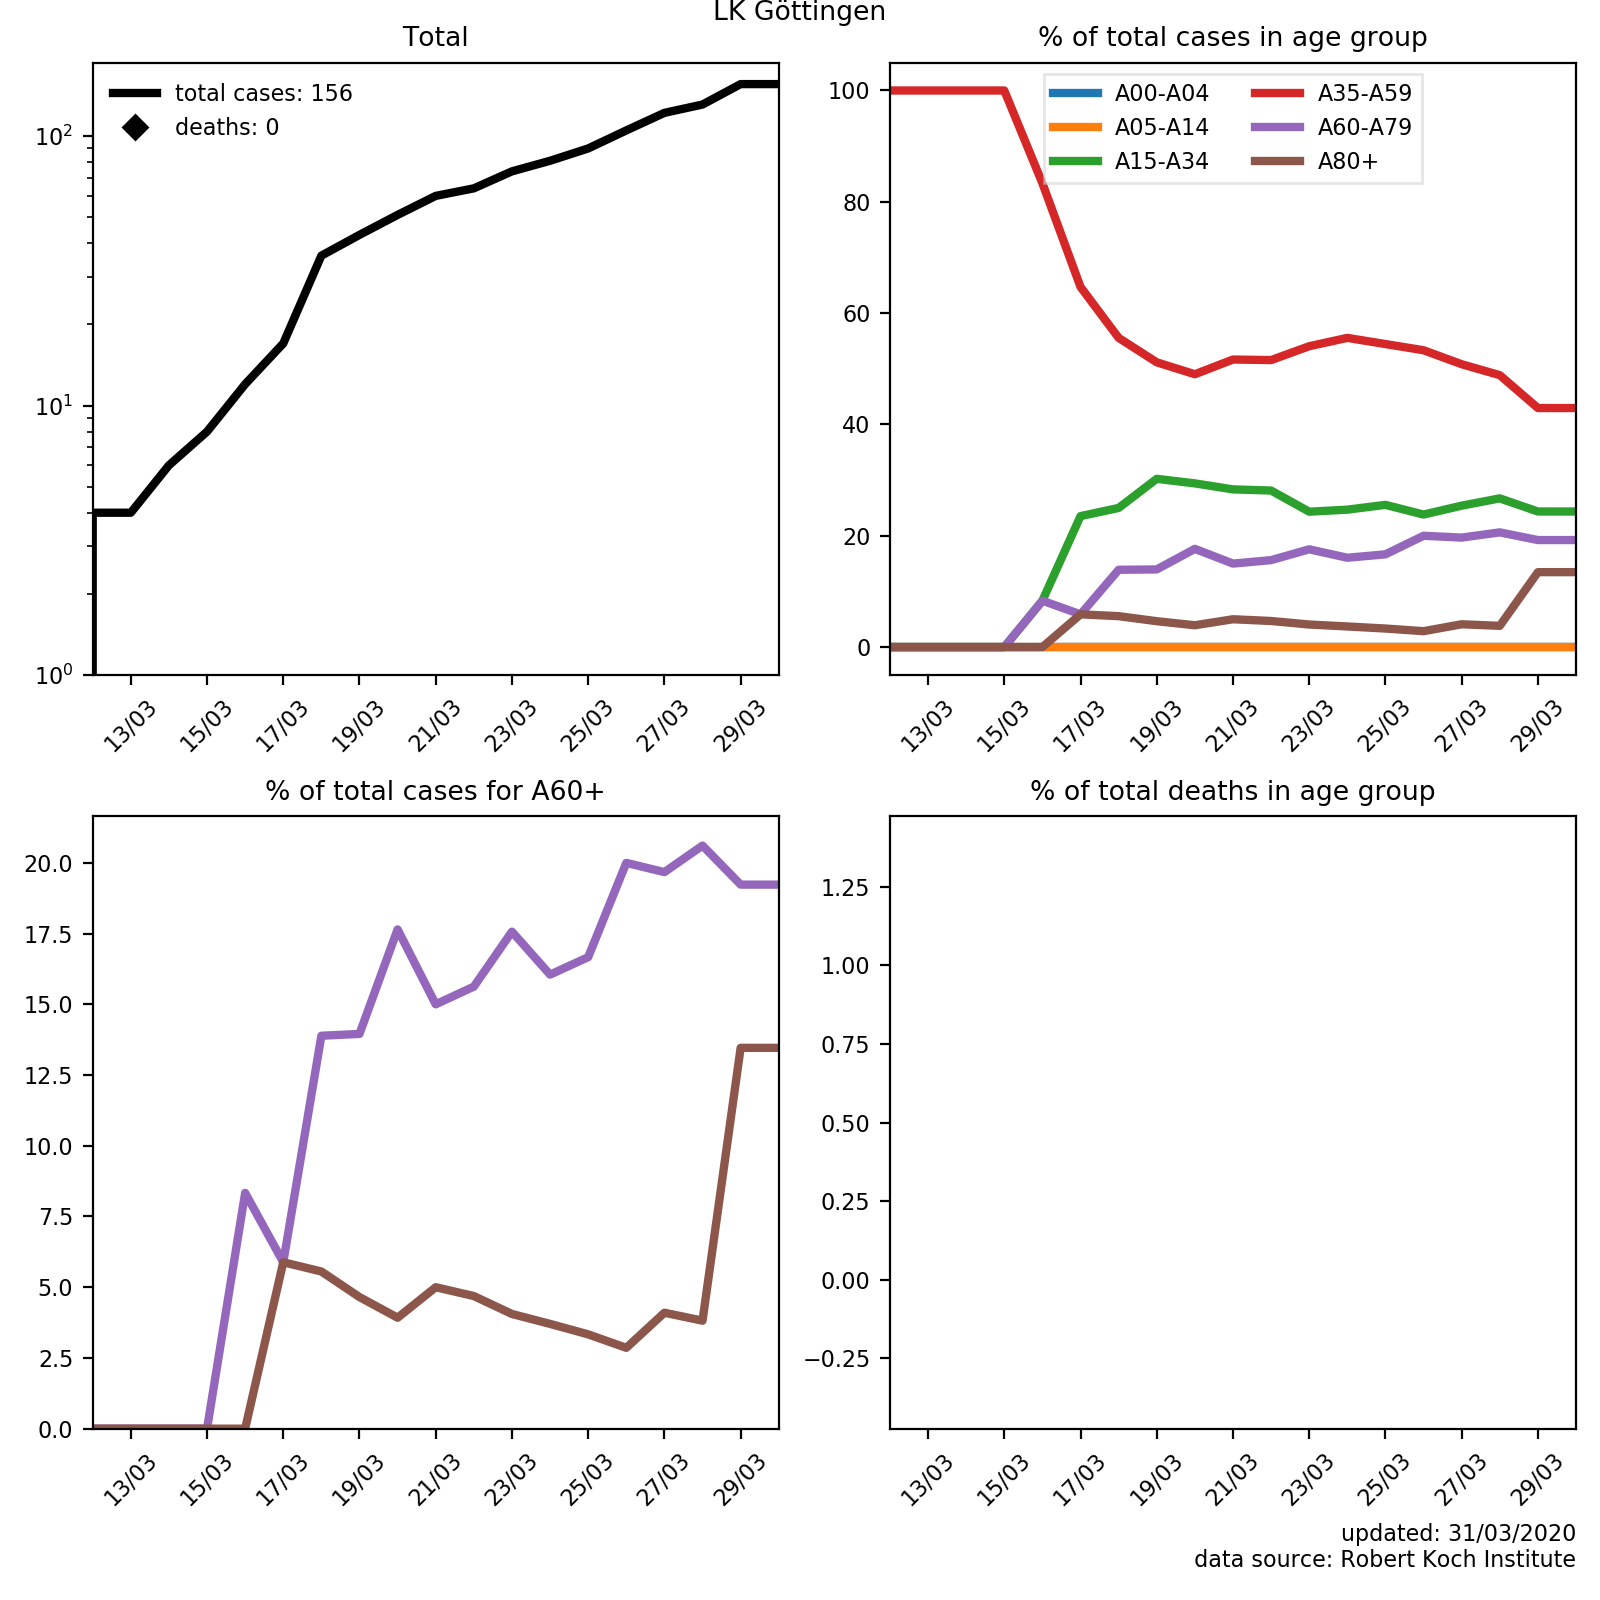 LK Göttingen
Total
total cases: 156
deaths: 0
10²
10¹
10⁰
13/03 15/03 17/03 19/03 21/03 23/03 25/03 27/03 29/03
% of total cases in age group
A00-A04 A35-A59
A05-A14 A60-A79
A15-A34 A80+
100
80
60
40
20
0
13/03 15/03 17/03 19/03 21/03 23/03 25/03 27/03 29/03
% of total cases for A60+
20.0
17.5
15.0
12.5
10.0
7.5
5.0
2.5
0.0
13/03 15/03 17/03 19/03 21/03 23/03 25/03 27/03 29/03
% of total deaths in age group
1.25
1.00
0.75
0.50
0.25
0.00
−0.25
13/03 15/03 17/03 19/03 21/03 23/03 25/03 27/03 29/03
updated: 31/03/2020
data source: Robert Koch Institute